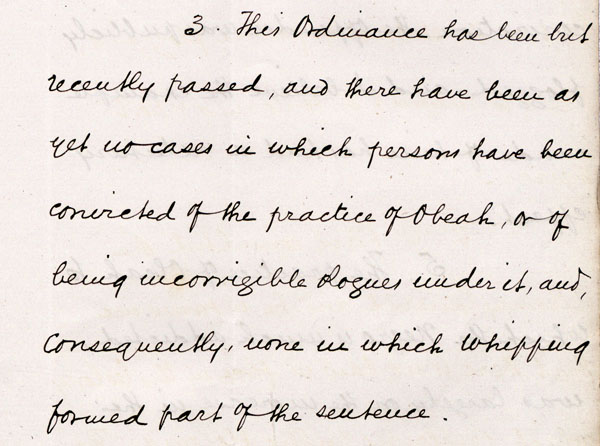 3. This Ordinance has been but
recently passed, and there have been as
yet no cases in which persons have been
convicted of the practice of Obeah, or of
being incorrigible Rogues under it, and,
consequently, none in which whipping
formed part of the sentence.